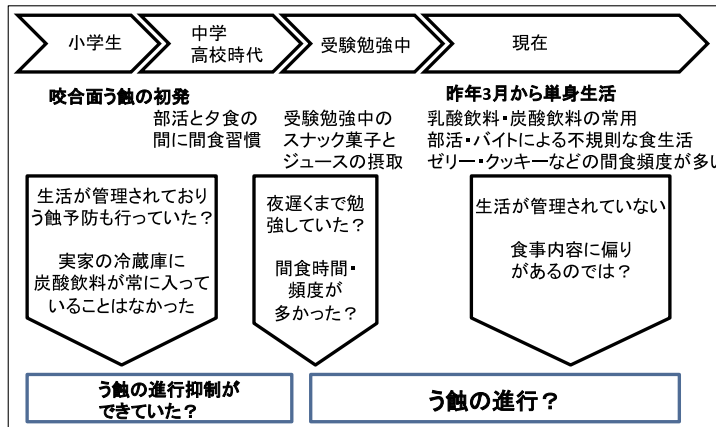 小学生
中学
高校時代
受験勉強中
現在
咬合面う蝕の初発
部活と夕食の
間に間食習慣
受験勉強中の
スナック菓子と
ジュースの摂取
昨年3月から単身生活
乳酸飲料・炭酸飲料の常用
部活・バイトによる不規則な食生活
ゼリー・クッキーなどの間食頻度が多い
生活が管理されており
う蝕予防も行っていた？
実家の冷蔵庫に
炭酸飲料が常に入って
いることはなかった
夜遅くまで勉
強していた？
間食時間・
頻度が
多かった？
生活が管理されていない
食事内容に偏り
があるのでは？
う蝕の進行抑制が
できていた？
う蝕の進行？